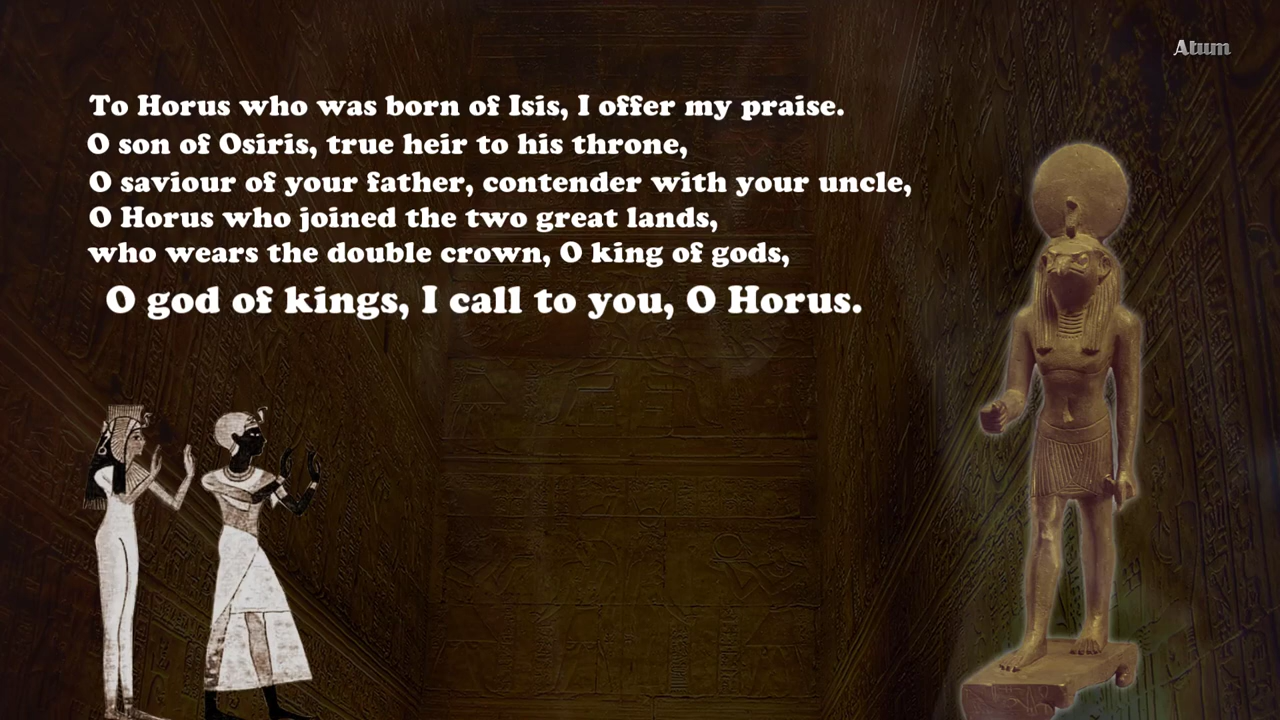 Atum
To Horus who was born of Isis, I offer my praise.
O son of Osiris, true heir to his throne,
O saviour of your father, contender with your uncle,
O Horus who joined the two great lands,
who wears the double crown, O king of gods,
O god of kings, I call to you, O Horus.